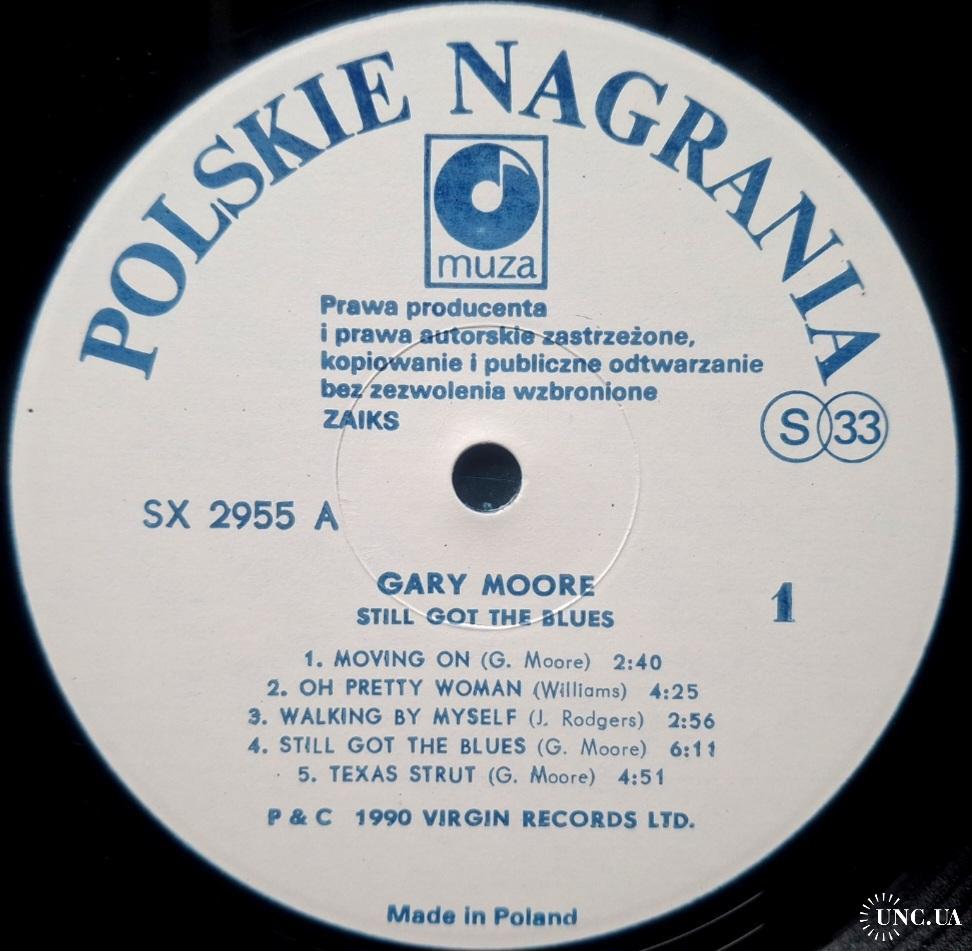 POLSKIE NAGRANIA
muza
Prawa producenta
i prawa autorskie zastrzeżone,
kopiowanie i publiczne odtwarzanie
bez zezwolenia wzbronione
ZAIKS
S 33
SX 2955 A
GARY MOORE
STILL GOT THE BLUES
1
1. MOVING ON (G. Moore) 2:40
2. OH PRETTY WOMAN (Williams) 4:25
3. WALKING BY MYSELF (J. Rodgers) 2:56
4. STILL GOT THE BLUES (G. Moore) 6:11
5. TEXAS STRUT (G. Moore) 4:51
P & C 1990 VIRGIN RECORDS LTD.
Made in Poland
UNC.UA